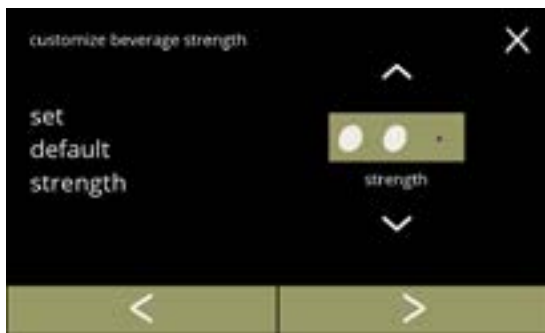 customize beverage strength
set
default
strength
strength